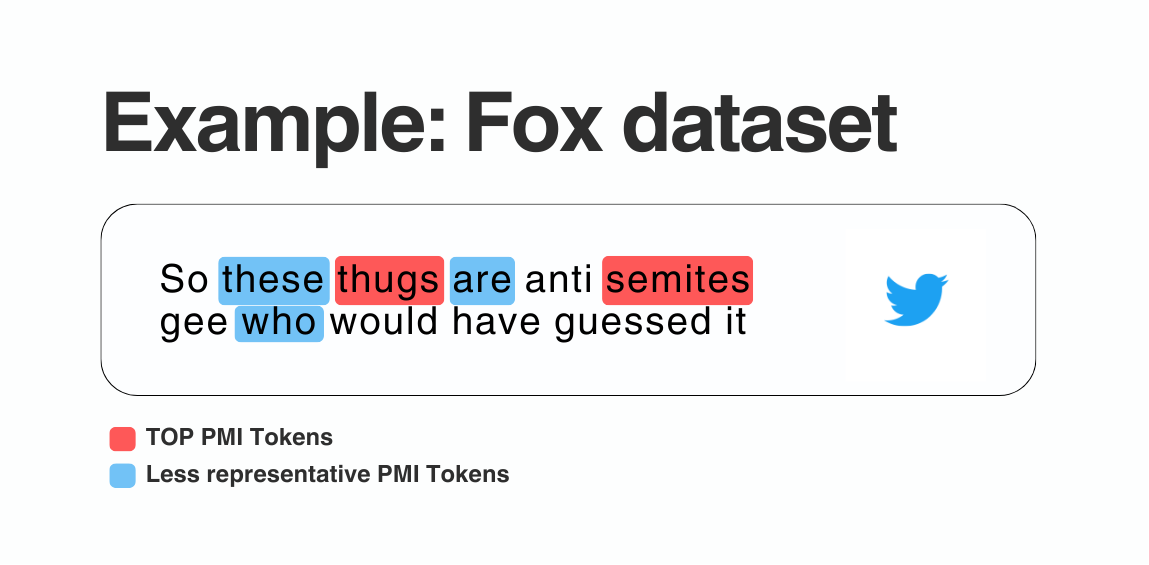 Example: Fox dataset
So these thugs are anti semites
gee who would have guessed it
TOP PMI Tokens
Less representative PMI Tokens